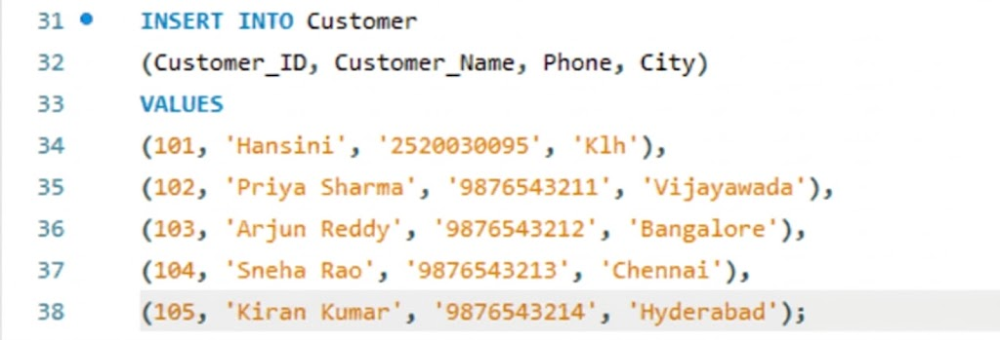 31 INSERT INTO Customer
32 (Customer_ID, Customer_Name, Phone, City)
33 VALUES
34 (101, 'Hansini', '2520030095', 'Klh'),
35 (102, 'Priya Sharma', '9876543211', 'Vijayawada'),
36 (103, 'Arjun Reddy', '9876543212', 'Bangalore'),
37 (104, 'Sneha Rao', '9876543213', 'Chennai'),
38 (105, 'Kiran Kumar', '9876543214', 'Hyderabad');